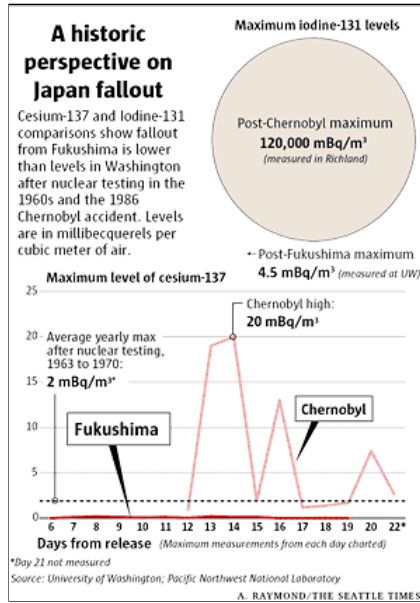 A historic
perspective on
Japan fallout
Cesium-137 and Iodine-131
comparisons show fallout
from Fukushima is lower
than levels in Washington
after nuclear testing in the
1960s and the 1986
Chernobyl accident. Levels
are in millibecquerels per
cubic meter of air.
Maximum iodine-131 levels
Post-Chernobyl maximum
120,000 mBq/m³
(measured in Richland)
←Post-Fukushima maximum
4.5 mBq/m³ (measured at UW)
Maximum level of cesium-137
25
20
15
10
5
0
Chernobyl high:
20 mBq/m³
Average yearly max
after nuclear testing,
1963 to 1970:
2 mBq/m³*
Fukushima
Chernobyl
6 7 8 9 10 11 12 13 14 15 16 17 18 19 20 22*
Days from release (Maximum measurements from each day charted)
*Day 21 not measured
Source: University of Washington; Pacific Northwest National Laboratory
A. RAYMOND/THE SEATTLE TIMES